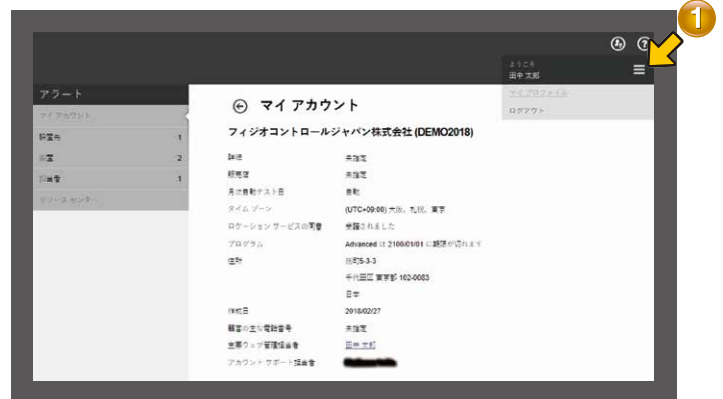 1
?
ようこそ
田中 太郎
アラート
マイ プロファイル
マイ アカウント
マイ アカウント
ログアウト
フィジオコントロールジャパン株式会社 (DEMO2018)
設置先 1
装置 2
担当者 1
リソース センター
詳細 未指定
販売店 未指定
月次自動テスト日 自動
タイム ゾーン (UTC+09:00) 大阪、札幌、東京
ロケーション サービスの同意 受諾されました
プログラム Advanced は 2100/01/01 に期限が切れます
住所 5-3-3
千代田区 東京都 102-0083
日本
作成日 2018/02/27
顧客の主な電話番号 未指定
主要ウェブ管理担当者 田中 太郎
アカウント サポート担当者